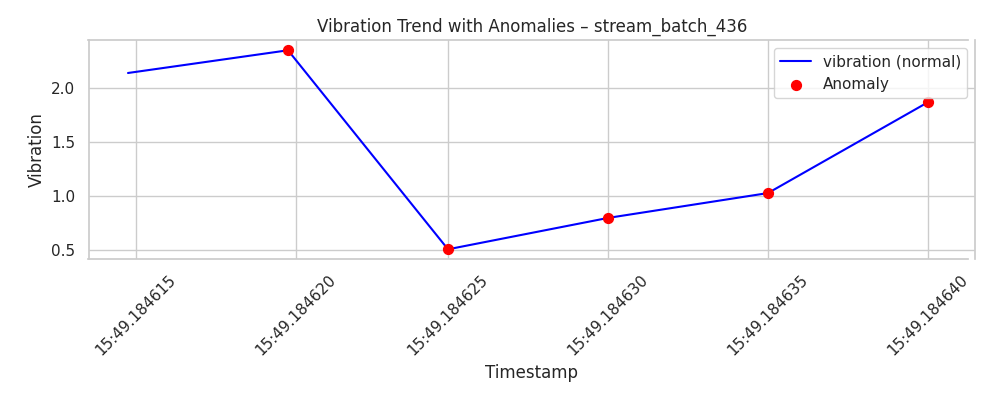 Vibration Trend with Anomalies – stream_batch_436
vibration (normal)
Anomaly
2.0
1.5
1.0
0.5
Vibration
15:49.184615
15:49.184620
15:49.184625
15:49.184630
15:49.184635
15:49.184640
Timestamp